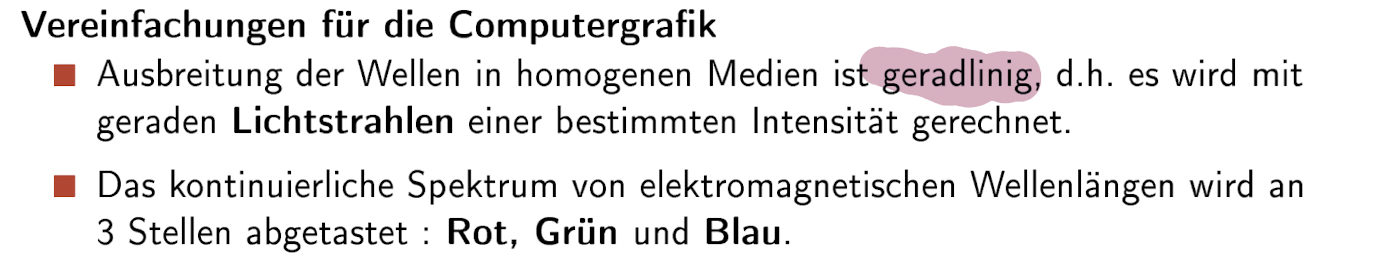 Vereinfachungen für die Computergrafik
Ausbreitung der Wellen in homogenen Medien ist geradlinig, d.h. es wird mit
geraden Lichtstrahlen einer bestimmten Intensität gerechnet.
Das kontinuierliche Spektrum von elektromagnetischen Wellenlängen wird an
3 Stellen abgetastet : Rot, Grün und Blau.